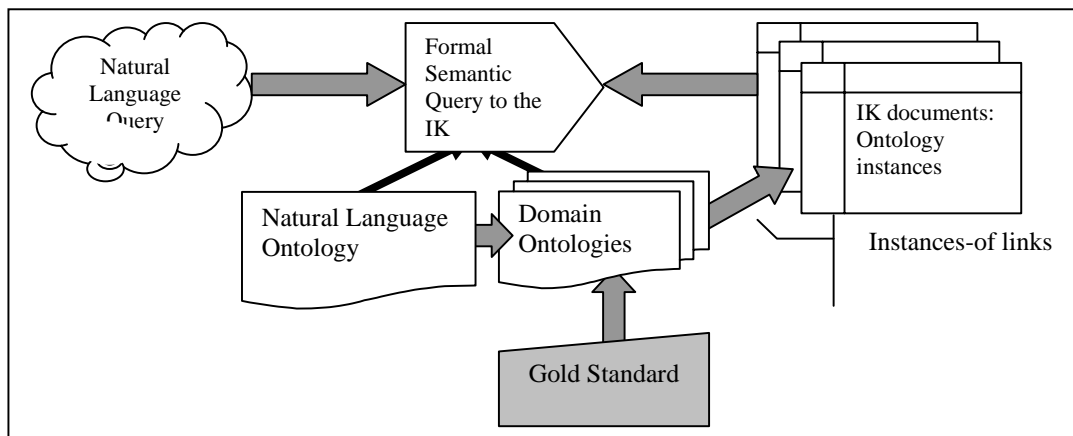 Natural
Language
Query
Formal
Semantic
Query to the
IK
IK documents:
Ontology
instances
Natural Language
Ontology
Domain
Ontologies
Instances-of links
Gold Standard